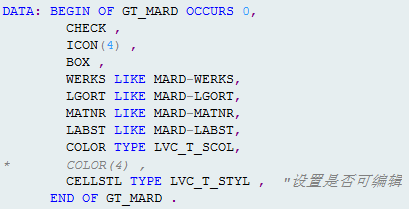 DATA: BEGIN OF GT_MARD OCCURS 0,
CHECK ,
ICON(4) ,
BOX ,
WERKS LIKE MARD-WERKS,
LGORT LIKE MARD-LGORT,
MATNR LIKE MARD-MATNR,
LABST LIKE MARD-LABST,
COLOR TYPE LVC_T_SCOL,
* COLOR(4) ,
CELLSTL TYPE LVC_T_STYL , "设置是否可编辑
END OF GT_MARD .